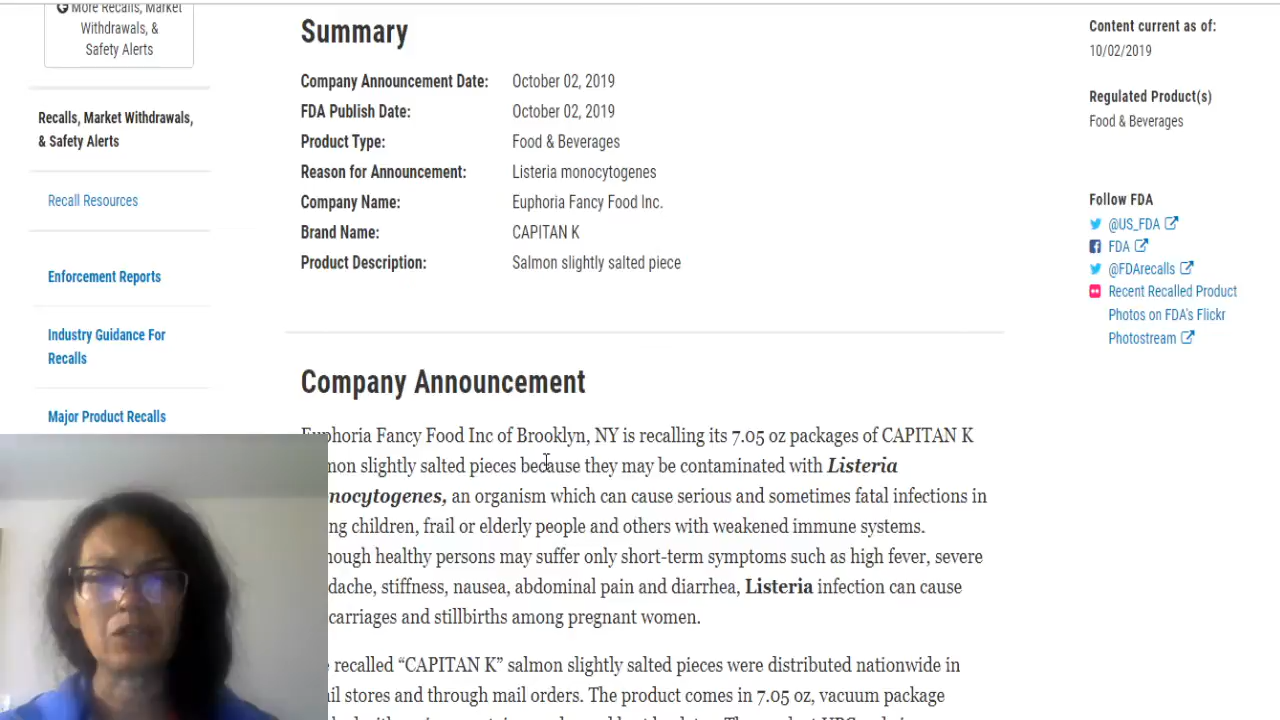 More Recalls, Market
Withdrawals, &
Safety Alerts
Recalls, Market Withdrawals,
& Safety Alerts
Recall Resources
Enforcement Reports
Industry Guidance For
Recalls
Major Product Recalls
Summary
Company Announcement Date: October 02, 2019
FDA Publish Date: October 02, 2019
Product Type: Food & Beverages
Reason for Announcement: Listeria monocytogenes
Company Name: Euphoria Fancy Food Inc.
Brand Name: CAPITAN K
Product Description: Salmon slightly salted piece
Company Announcement
Euphoria Fancy Food Inc of Brooklyn, NY is recalling its 7.05 oz packages of CAPITAN K
mon slightly salted pieces because they may be contaminated with Listeria
nocytogenes, an organism which can cause serious and sometimes fatal infections in
ng children, frail or elderly people and others with weakened immune systems.
hough healthy persons may suffer only short-term symptoms such as high fever, severe
dache, stiffness, nausea, abdominal pain and diarrhea, Listeria infection can cause
carriages and stillbirths among pregnant women.
recalled “CAPITAN K” salmon slightly salted pieces were distributed nationwide in
il stores and through mail orders. The product comes in 7.05 oz, vacuum package
Content current as of:
10/02/2019
Regulated Product(s)
Food & Beverages
Follow FDA
@US_FDA
FDA
@FDArecalls
Recent Recalled Product
Photos on FDA's Flickr
Photostream